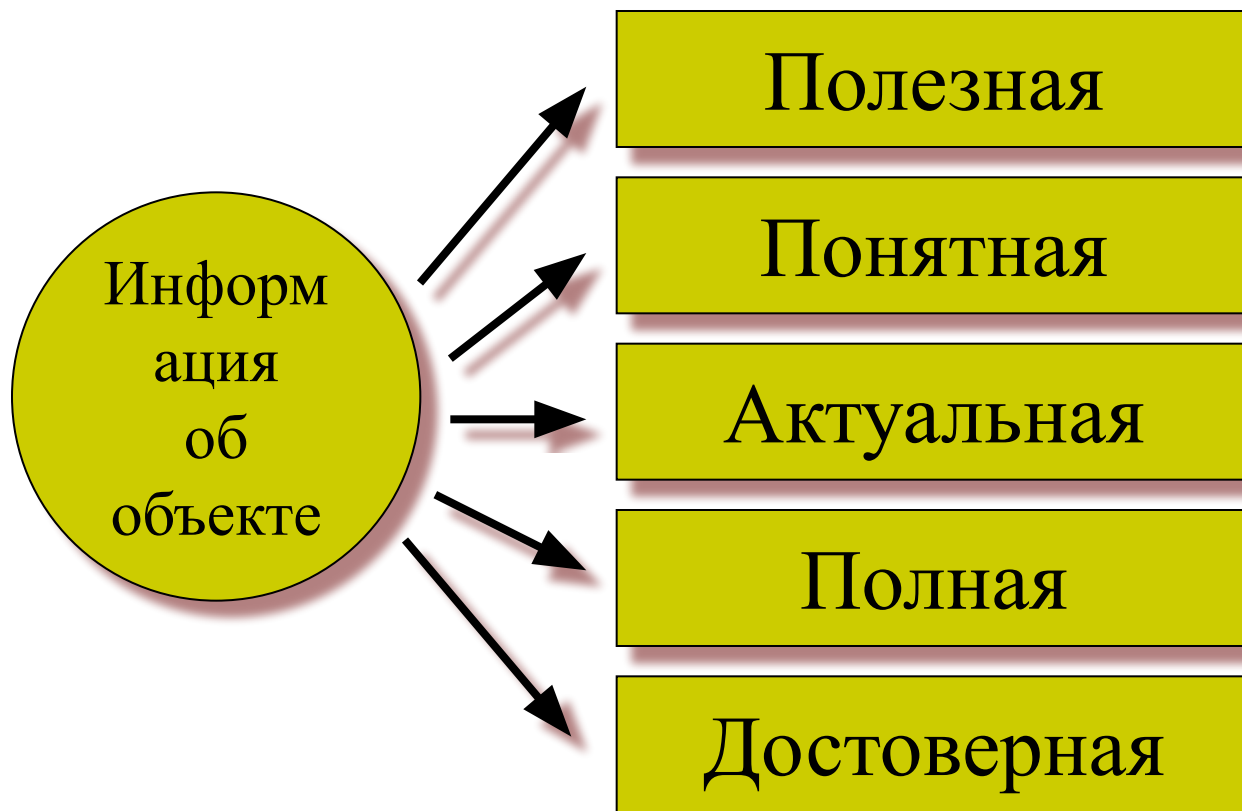 Информ
ация
об
объекте
Полезная
Понятная
Актуальная
Полная
Достоверная